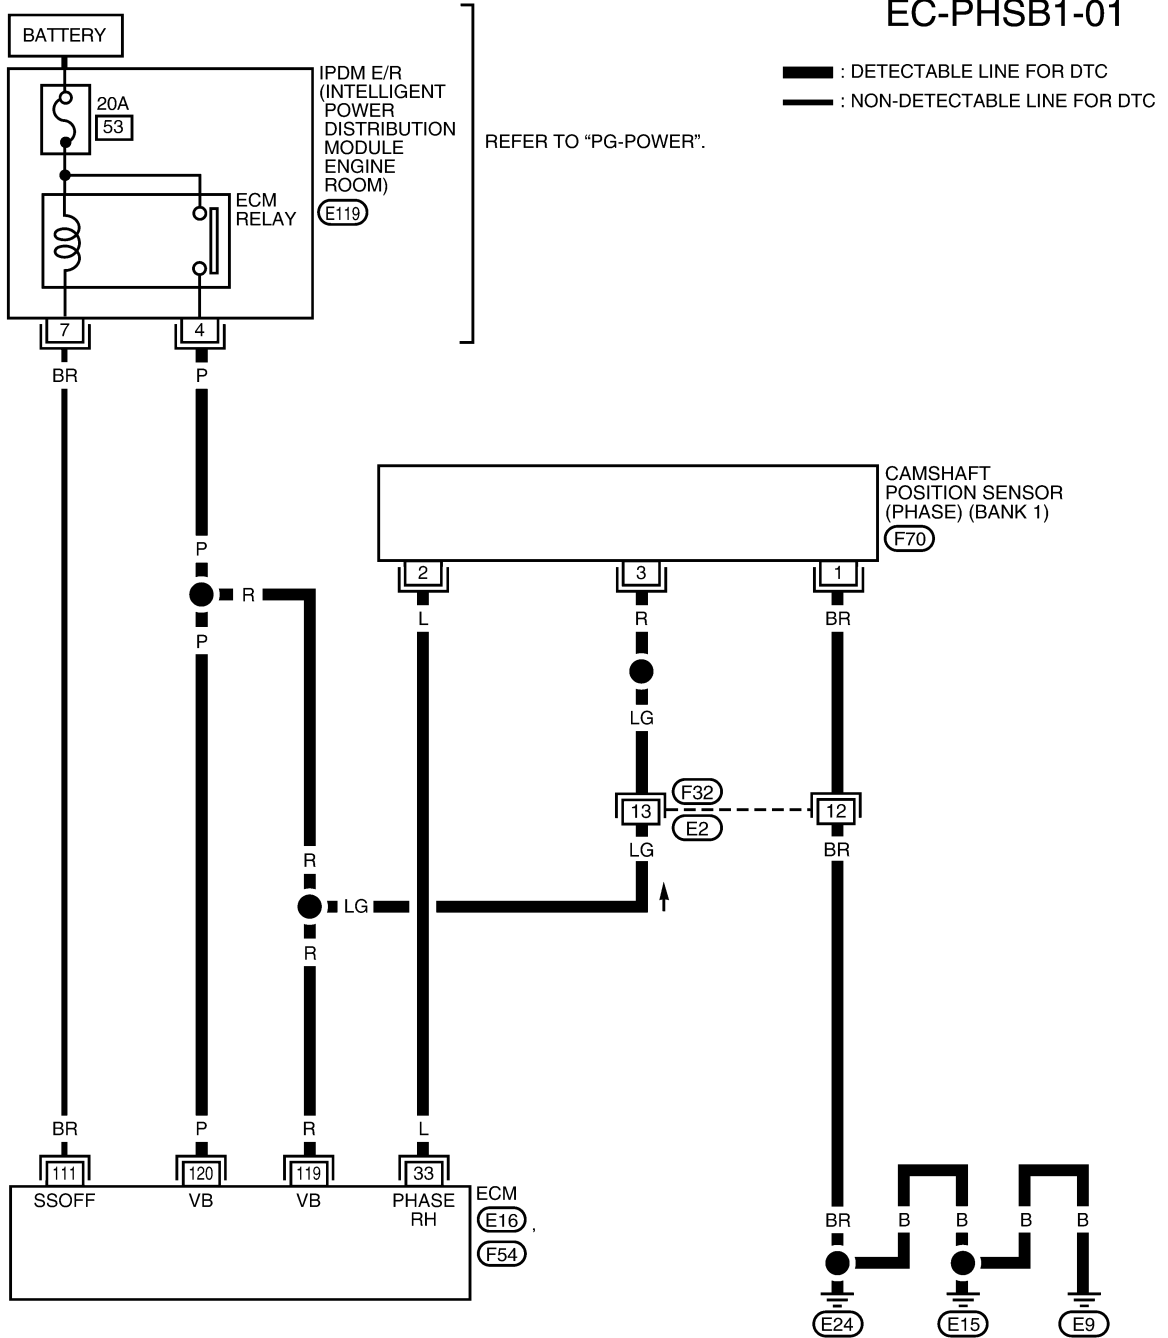 EC-PHSB1-01
BATTERY
: DETECTABLE LINE FOR DTC
: NON-DETECTABLE LINE FOR DTC
20A
53
IPDM E/R
(INTELLIGENT
POWER
DISTRIBUTION
MODULE
ENGINE
ROOM)
E119
REFER TO “PG-POWER”.
ECM
RELAY
7
4
BR
P
CAMSHAFT
POSITION SENSOR
(PHASE) (BANK 1)
F70
P
2
3
1
R
L
R
BR
P
LG
F32
13
12
E2
R
LG
BR
LG
R
BR
P
R
L
111
120
119
33
SSOFF
VB
VB
PHASE
RH
ECM
E16 ,
F54
BR
B
B
B
B
E24
E15
E9